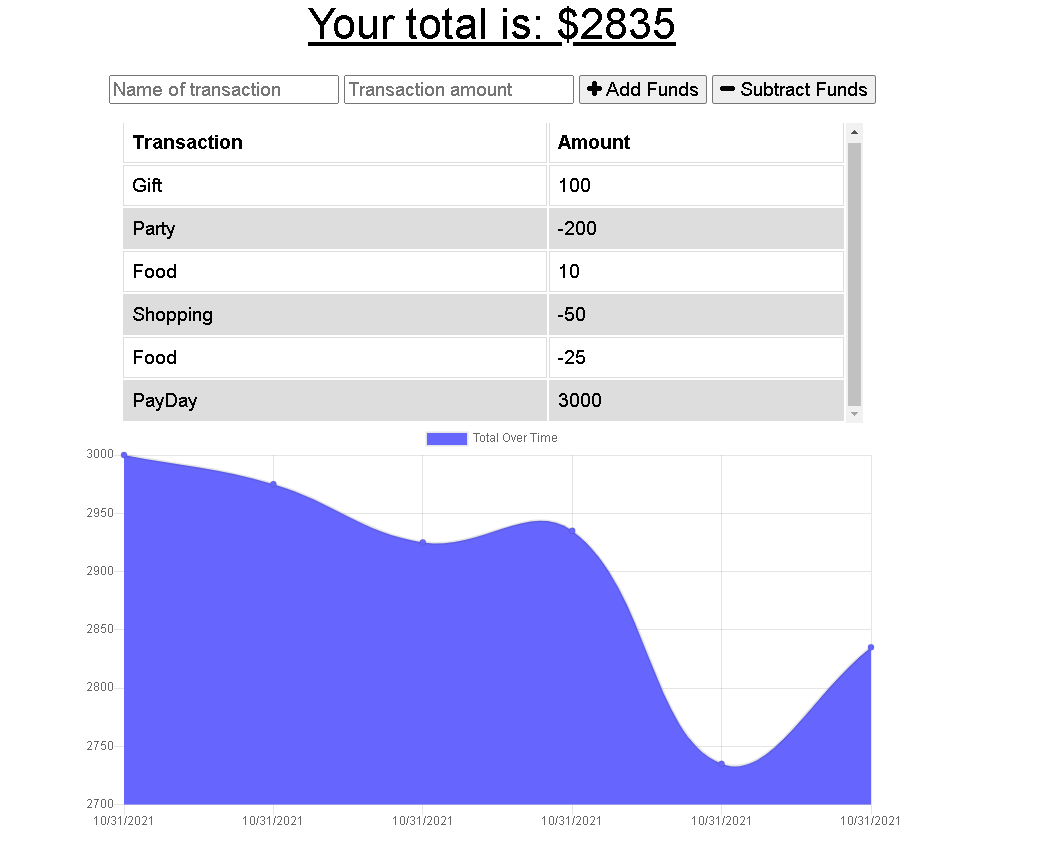 Your total is: $2835
Name of transaction Transaction amount + Add Funds − Subtract Funds
Transaction Amount
Gift 100
Party -200
Food 10
Shopping -50
Food -25
PayDay 3000
Total Over Time
3000
2950
2900
2850
2800
2750
2700
10/31/2021 10/31/2021 10/31/2021 10/31/2021 10/31/2021 10/31/2021